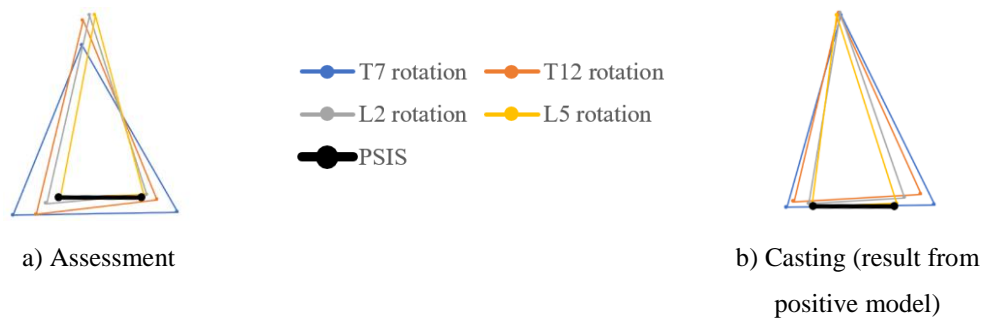 T7 rotation
T12 rotation
L2 rotation
L5 rotation
PSIS
a) Assessment
b) Casting (result from
positive model)